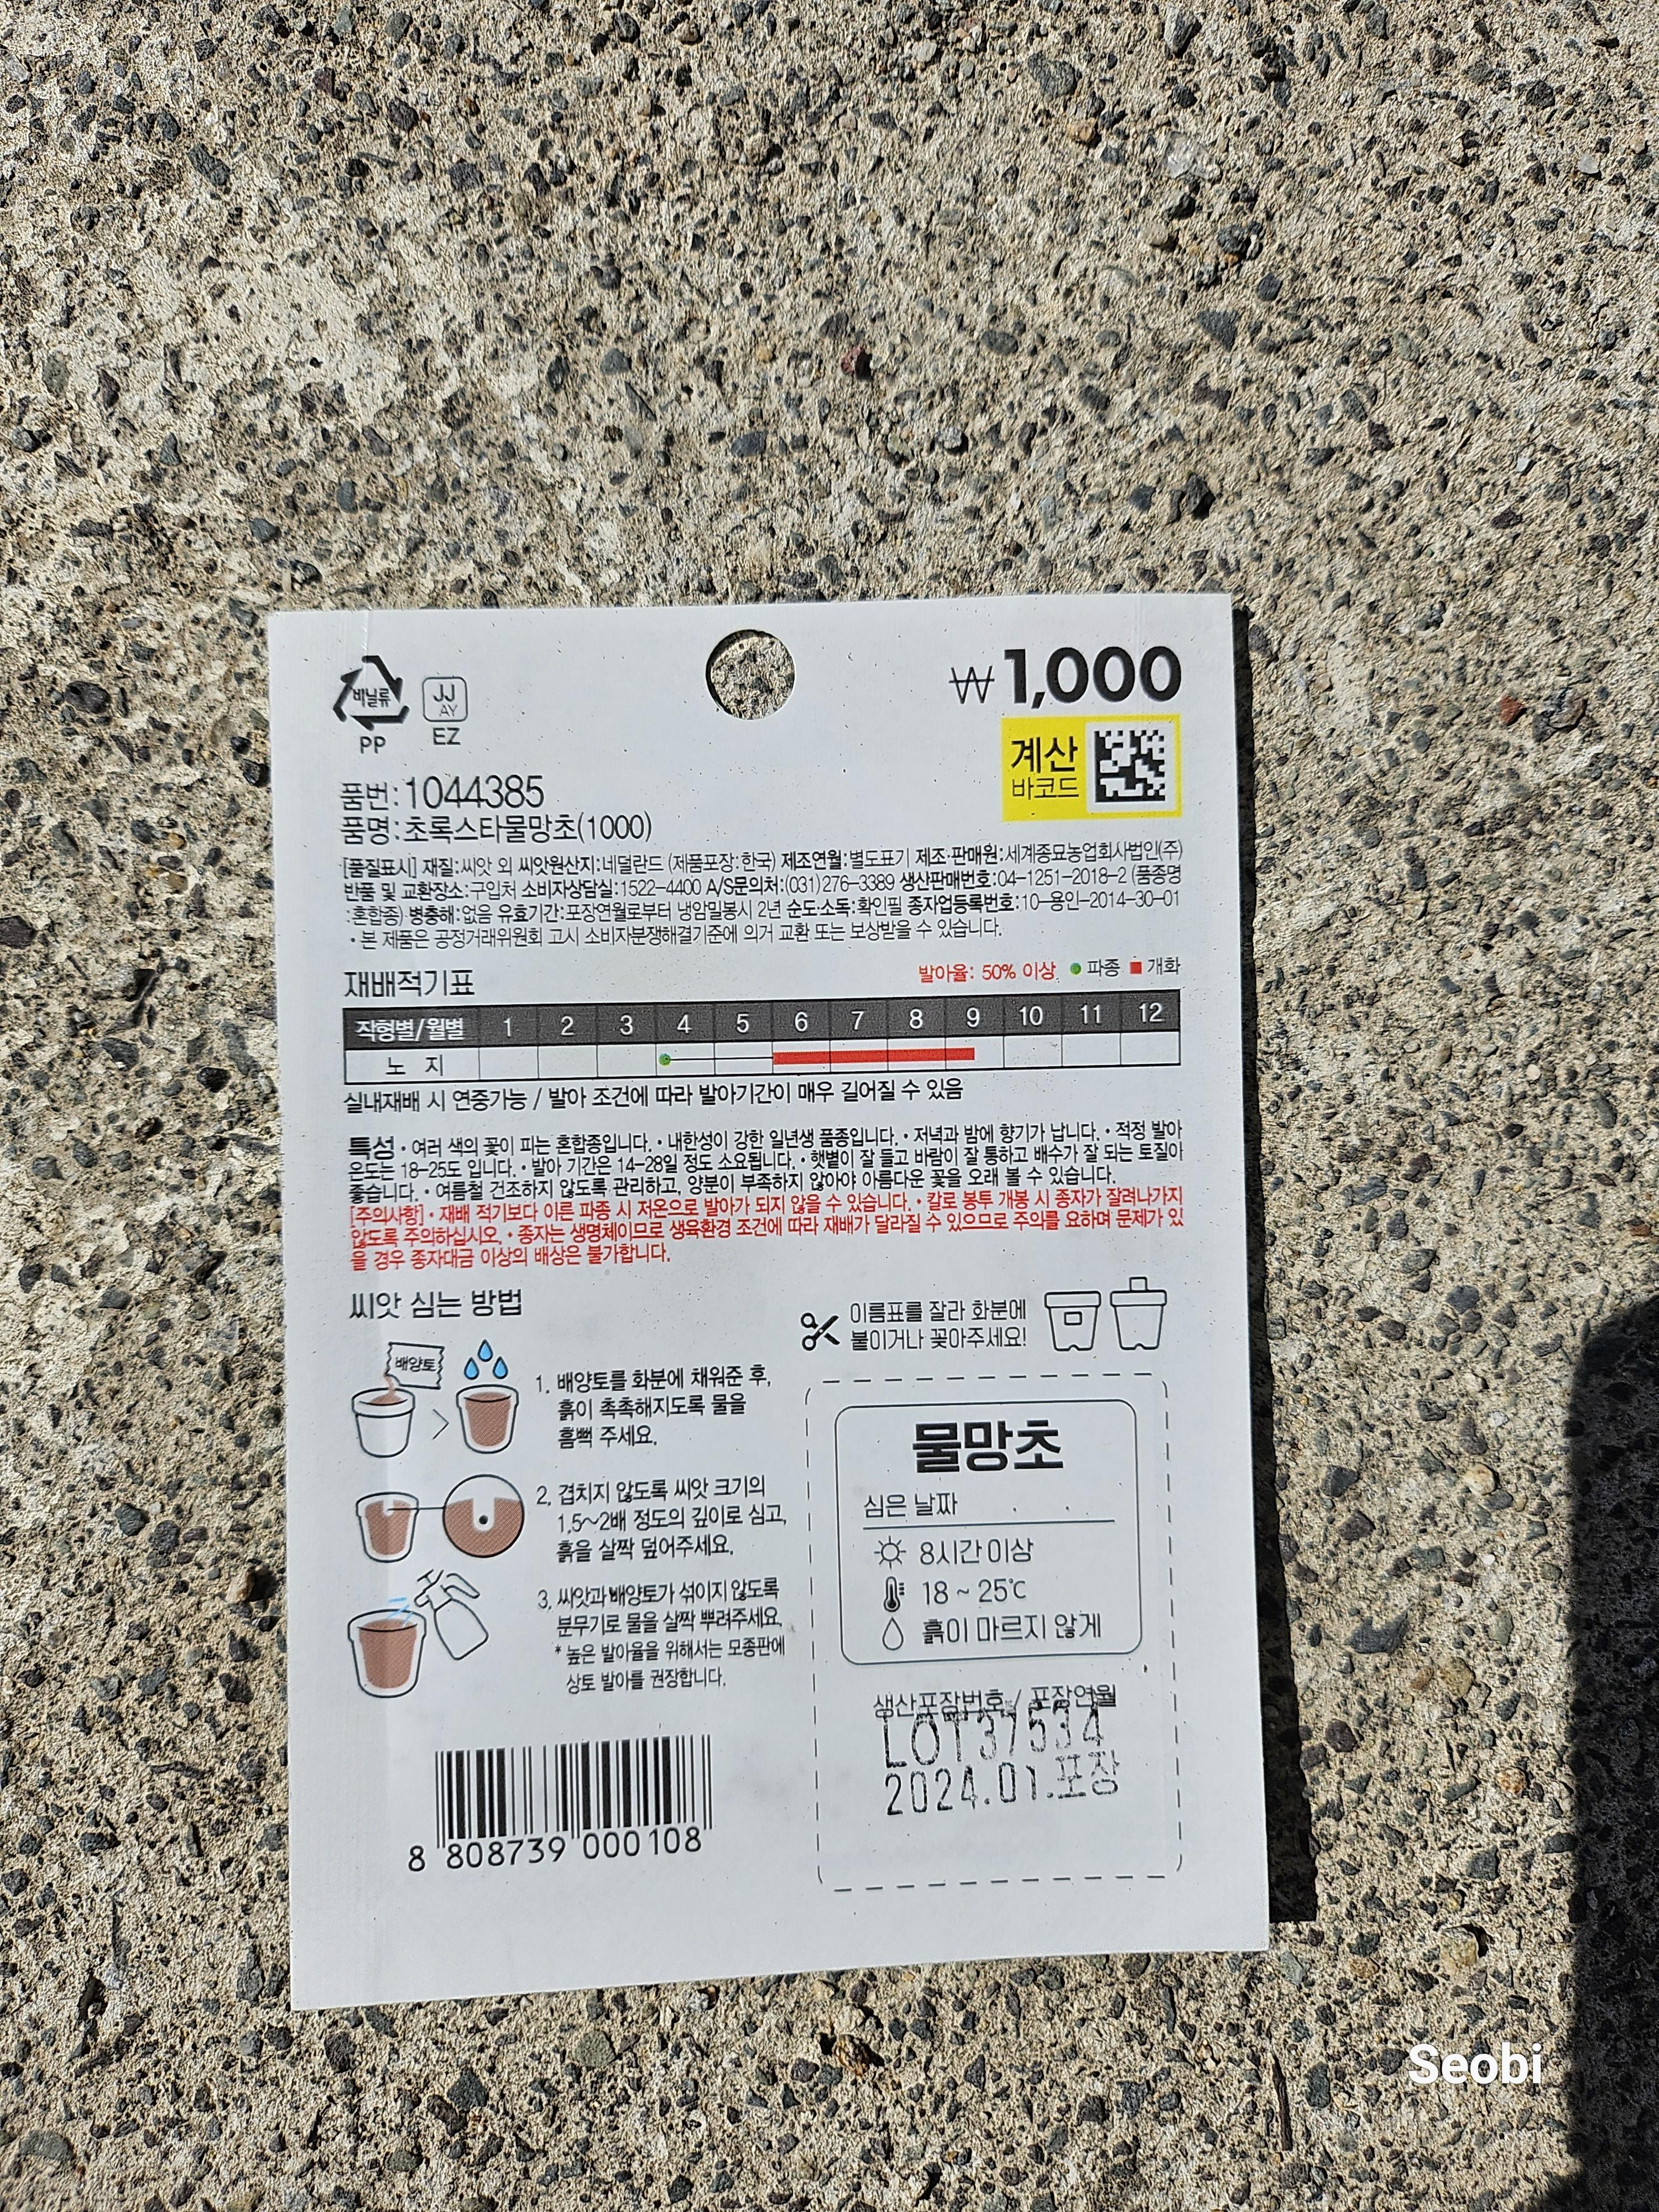 비닐류
PP
JJ
AY
EZ
₩1,000
계산
바코드
품번:1044385
품명:초록스타물망초(1000)
[품질표시] 재질:씨앗 외 씨앗원산지:네덜란드 (제품포장:한국) 제조연월:별도표기 제조·판매원:세계종묘농업회사법인(주)
반품 및 교환장소:구입처 소비자상담실:1522-4400 A/S문의처:(031)276-3389 생산판매번호:04-1251-2018-2 (품종명
:혼합종) 병충해:없음 유효기간:포장연월로부터 냉암밀봉시 2년 순도·소독:확인필 종자업등록번호:10-용인-2014-30-01
• 본 제품은 공정거래위원회 고시 소비자분쟁해결기준에 의거 교환 또는 보상받을 수 있습니다.
재배적기표
발아율: 50% 이상 파종 개화
작형별/월별 1 2 3 4 5 6 7 8 9 10 11 12
노 지
실내재배 시 연중가능 / 발아 조건에 따라 발아기간이 매우 길어질 수 있음
특성 • 여러 색의 꽃이 피는 혼합종입니다. • 내한성이 강한 일년생 품종입니다. • 저녁과 밤에 향기가 납니다. • 적정 발아
온도는 18-25도 입니다. • 발아 기간은 14-28일 정도 소요됩니다. • 햇볕이 잘 들고 바람이 잘 통하고 배수가 잘 되는 토질이
좋습니다. • 여름철 건조하지 않도록 관리하고, 양분이 부족하지 않아야 아름다운 꽃을 오래 볼 수 있습니다.
[주의사항] • 재배 적기보다 이른 파종 시 저온으로 발아가 되지 않을 수 있습니다. • 칼로 봉투 개봉 시 종자가 잘려나가지
않도록 주의하십시오. • 종자는 생명체이므로 생육환경 조건에 따라 재배가 달라질 수 있으므로 주의를 요하며 문제가 있
을 경우 종자대금 이상의 배상은 불가합니다.
씨앗 심는 방법
배양토
1. 배양토를 화분에 채워준 후,
흙이 촉촉해지도록 물을
흠뻑 주세요.
2. 겹치지 않도록 씨앗 크기의
1.5~2배 정도의 깊이로 심고,
흙을 살짝 덮어주세요.
3. 씨앗과 배양토가 섞이지 않도록
분무기로 물을 살짝 뿌려주세요.
* 높은 발아율을 위해서는 모종판에
상토 발아를 권장합니다.
8 808739 000108
이름표를 잘라 화분에
붙이거나 꽂아주세요!
물망초
심은 날짜 . .
8시간 이상
18 ~ 25℃
흙이 마르지 않게
생산포장번호 / 포장연월
LOT37534
2024.01.포장
Seobi